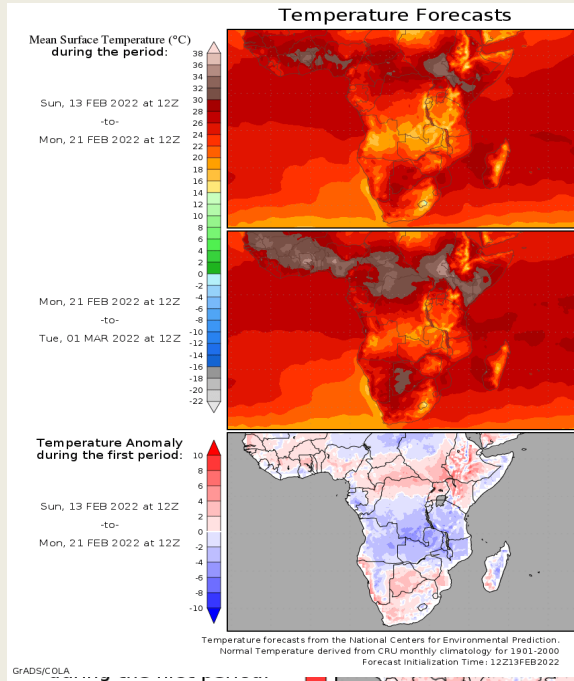 Temperature Forecasts
Mean Surface Temperature (°C)
during the period:
38
36
34
32
30
28
26
24
22
20
18
16
14
12
10
8
6
4
2
0
-2
-4
-6
-8
-10
-12
-14
-16
-18
-20
-22
Sun, 13 FEB 2022 at 12Z
-to-
Mon, 21 FEB 2022 at 12Z
Mon, 21 FEB 2022 at 12Z
-to-
Tue, 01 MAR 2022 at 12Z
Temperature Anomaly
during the first period:
10
8
6
4
2
0
-2
-4
-6
-8
-10
Sun, 13 FEB 2022 at 12Z
-to-
Mon, 21 FEB 2022 at 12Z
Temperature forecasts from the National Centers for Environmental Prediction.
Normal Temperature derived from CRU monthly climatology for 1901-2000
Forecast Initialization Time: 12Z13FEB2022
GrADS/COLA